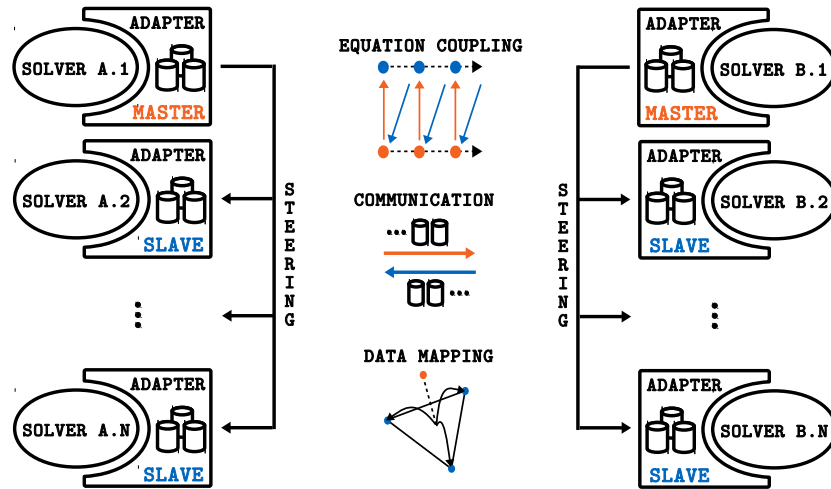 ADAPTER
SOLVER A.1
MASTER
ADAPTER
SOLVER A.2
SLAVE
ADAPTER
SOLVER A.N
SLAVE
STEERING
EQUATION COUPLING
COMMUNICATION
DATA MAPPING
STEERING
ADAPTER
SOLVER B.1
MASTER
ADAPTER
SOLVER B.2
SLAVE
ADAPTER
SOLVER B.N
SLAVE